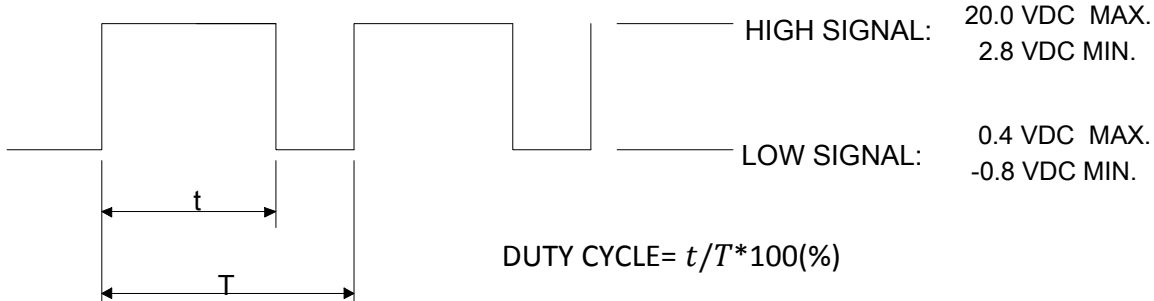 HIGH SIGNAL: 20.0 VDC MAX.
2.8 VDC MIN.
LOW SIGNAL: 0.4 VDC MAX.
-0.8 VDC MIN.
t
DUTY CYCLE= t/T*100(%)
T